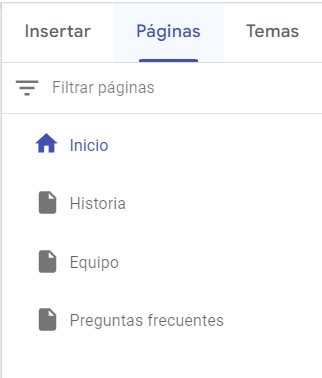 Insertar Páginas Temas
Filtrar páginas
Inicio
Historia
Equipo
Preguntas frecuentes